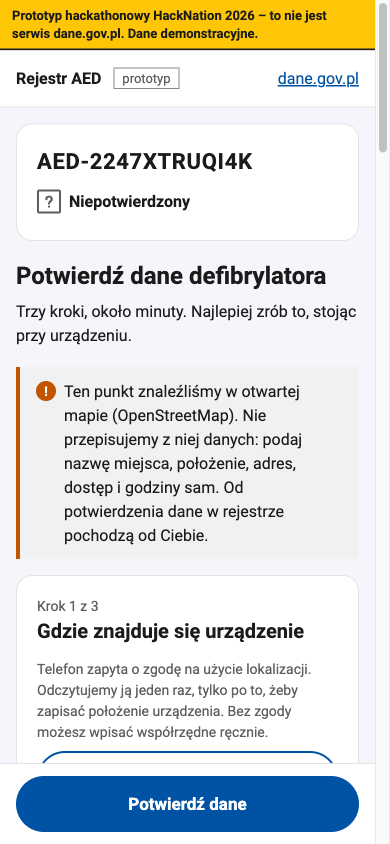 Prototyp hackathonowy HackNation 2026 – to nie jest
serwis dane.gov.pl. Dane demonstracyjne.
Rejestr AED
prototyp
dane.gov.pl
AED-2247XTRUQI4K
?
Niepotwierdzony
Potwierdź dane defibrylatora
Trzy kroki, około minuty. Najlepiej zrób to, stojąc
przy urządzeniu.
!
Ten punkt znaleźliśmy w otwartej
mapie (OpenStreetMap). Nie
przepisujemy z niej danych: podaj
nazwę miejsca, położenie, adres,
dostęp i godziny sam. Od
potwierdzenia dane w rejestrze
pochodzą od Ciebie.
Krok 1 z 3
Gdzie znajduje się urządzenie
Telefon zapyta o zgodę na użycie lokalizacji.
Odczytujemy ją jeden raz, tylko po to, żeby
zapisać położenie urządzenia. Bez zgody
możesz wpisać współrzędne ręcznie.
Potwierdź dane